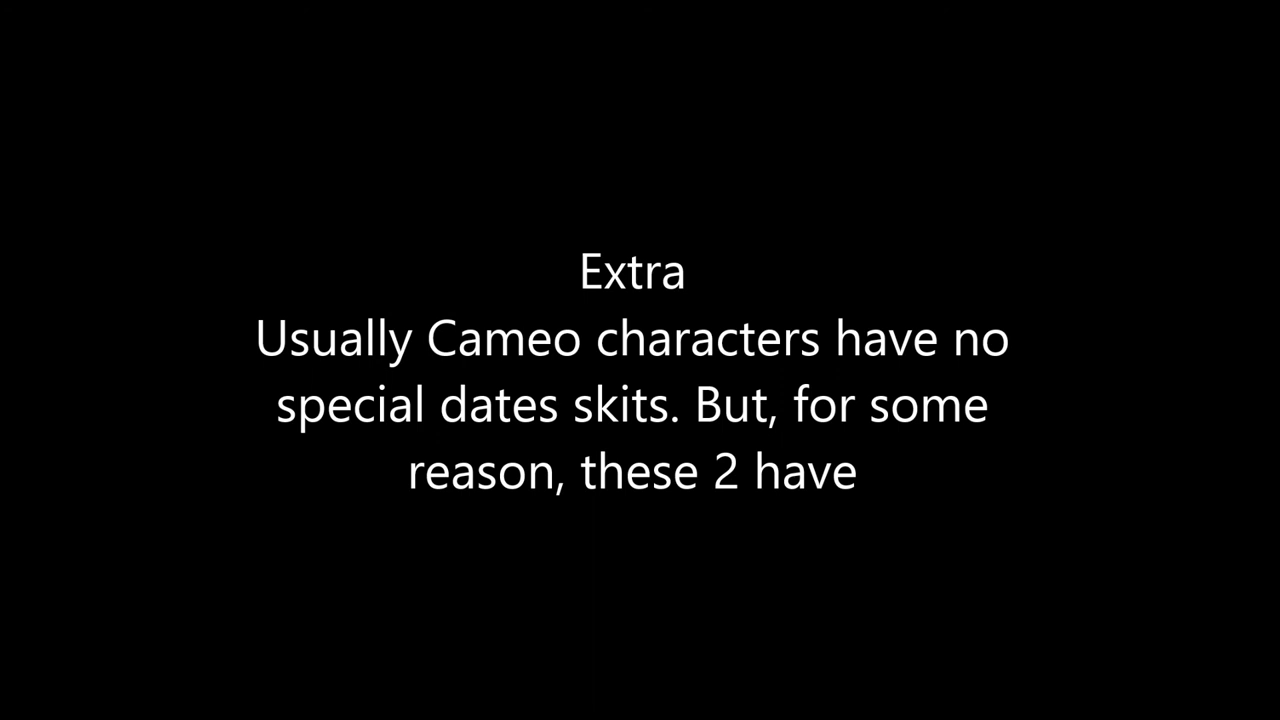 Extra
Usually Cameo characters have no
special dates skits. But, for some
reason, these 2 have